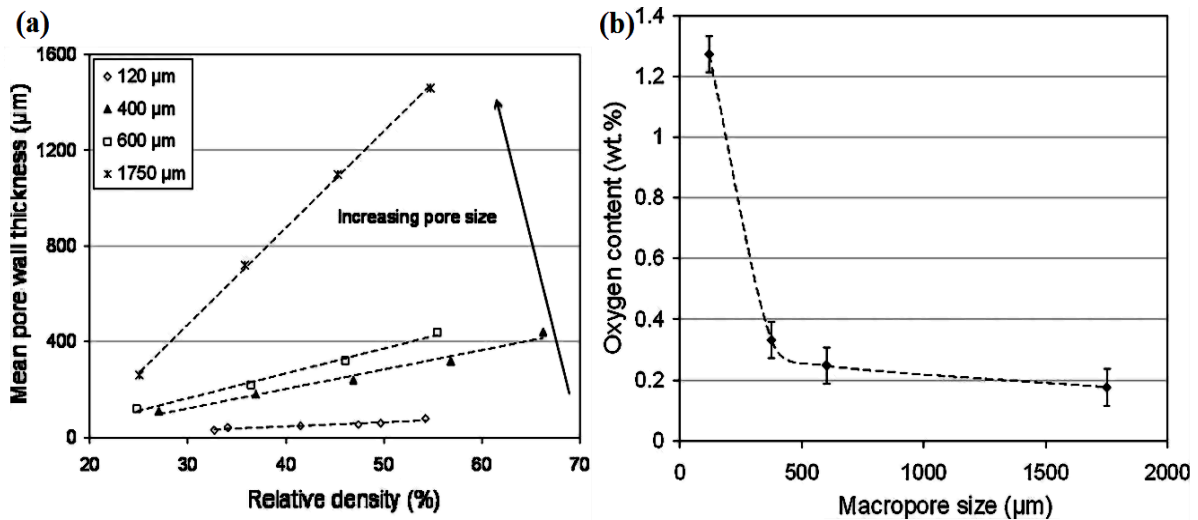 (a)
Mean pore wall thickness (µm)
1600
1200
800
400
0
120 µm
400 µm
600 µm
1750 µm
Increasing pore size
20 30 40 50 60 70
Relative density (%)
(b)
Oxygen content (wt.%)
1.4
1.2
1
0.8
0.6
0.4
0.2
0
0 500 1000 1500 2000
Macropore size (µm)